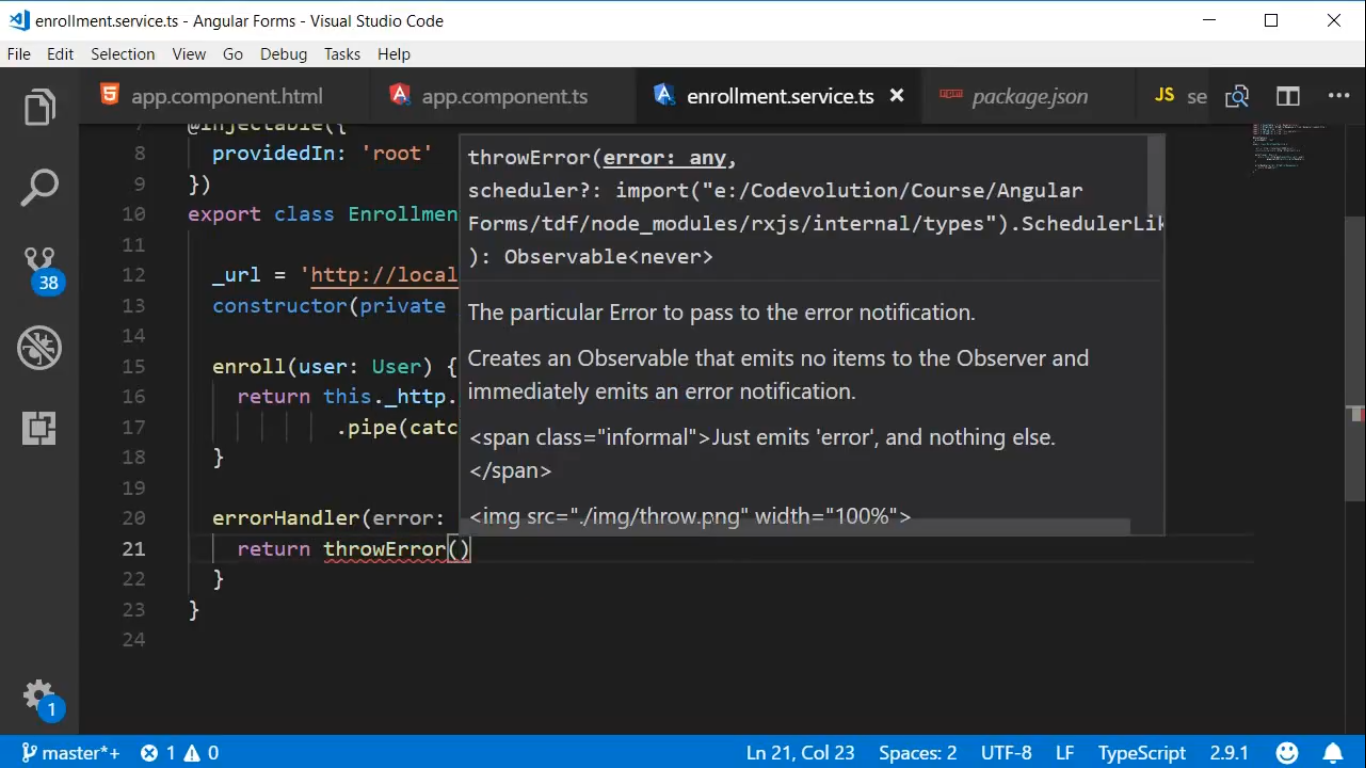 enrollment.service.ts - Angular Forms - Visual Studio Code
File Edit Selection View Go Debug Tasks Help
app.component.html app.component.ts enrollment.service.ts package.json JS se
7 @Injectable({
8 providedIn: 'root'
9 })
10 export class Enrollmen
11
12 _url = 'http://local
13 constructor(private
14
15 enroll(user: User) {
16 return this._http.
17 .pipe(catc
18 }
19
20 errorHandler(error:
21 return throwError()
22 }
23 }
24
throwError(error: any,
scheduler?: import("e:/Codevolution/Course/Angular
Forms/tdf/node_modules/rxjs/internal/types").SchedulerLik
): Observable<never>
The particular Error to pass to the error notification.
Creates an Observable that emits no items to the Observer and
immediately emits an error notification.
<span class="informal">Just emits 'error', and nothing else.
</span>
<img src="./img/throw.png" width="100%">
38
1
master*+ 1 0 Ln 21, Col 23 Spaces: 2 UTF-8 LF TypeScript 2.9.1